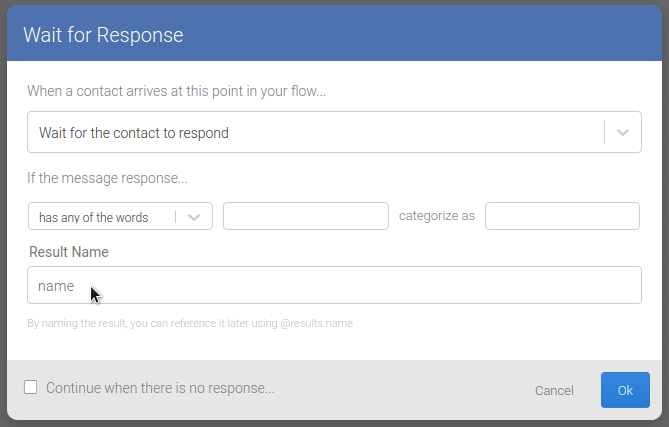 Wait for Response
When a contact arrives at this point in your flow...
Wait for the contact to respond
If the message response...
has any of the words categorize as
Result Name
name
By naming the result, you can reference it later using @results.name
Continue when there is no response... Cancel Ok